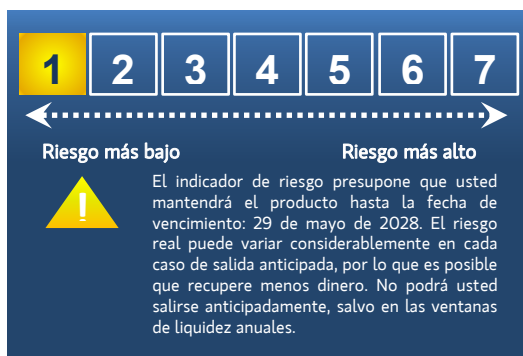 1 2 3 4 5 6 7
Riesgo más bajo Riesgo más alto
!
El indicador de riesgo presupone que usted
mantendrá el producto hasta la fecha de
vencimiento: 29 de mayo de 2028. El riesgo
real puede variar considerablemente en cada
caso de salida anticipada, por lo que es posible
que recupere menos dinero. No podrá usted
salirse anticipadamente, salvo en las ventanas
de liquidez anuales.